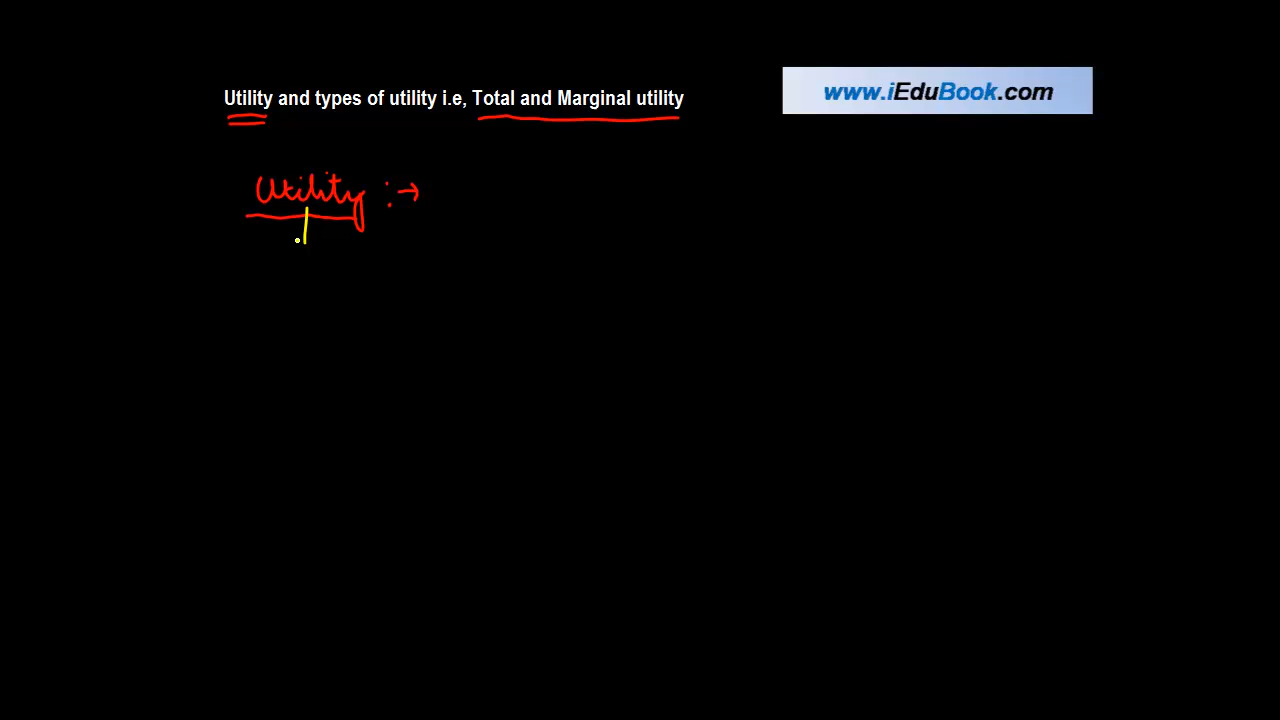 www.iEduBook.com
Utility and types of utility i.e, Total and Marginal utility
Utility :→